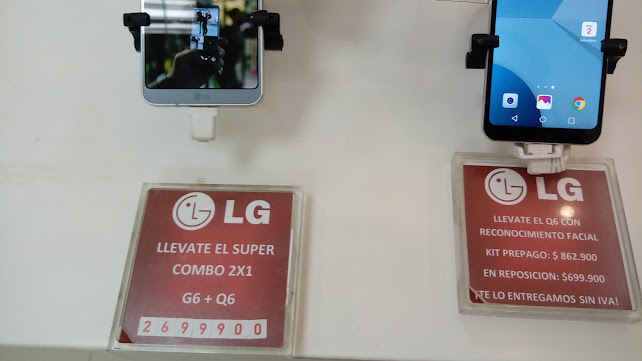 LG
LG
LLEVATE EL SUPER
COMBO 2X1
G6 + Q6
2699900
LG
LLEVATE EL Q6 CON
RECONOCIMIENTO FACIAL
KIT PREPAGO: $ 862.900
EN REPOSICION: $699.900
¡TE LO ENTREGAMOS SIN IVA!